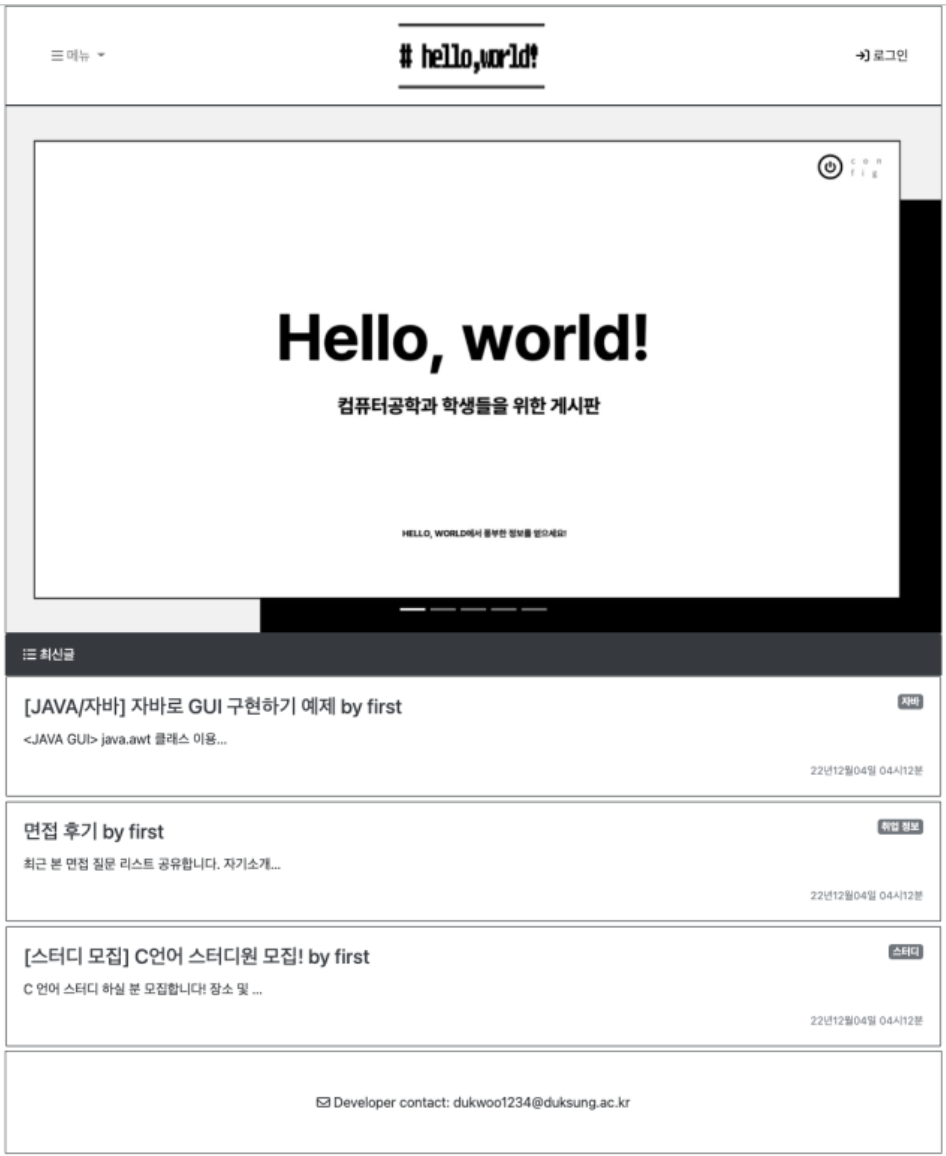 메뉴
# hello,world!
로그인
con
fig
Hello, world!
컴퓨터공학과 학생들을 위한 게시판
HELLO, WORLD에서 풍부한 정보를 얻으세요!
최신글
[JAVA/자바] 자바로 GUI 구현하기 예제 by first
자바
<JAVA GUI> java.awt 클래스 이용...
22년12월04일 04시12분
면접 후기 by first
취업 정보
최근 본 면접 질문 리스트 공유합니다. 자기소개...
22년12월04일 04시12분
[스터디 모집] C언어 스터디원 모집! by first
스터디
C 언어 스터디 하실 분 모집합니다! 장소 및 ...
22년12월04일 04시12분
Developer contact: dukwoo1234@duksung.ac.kr